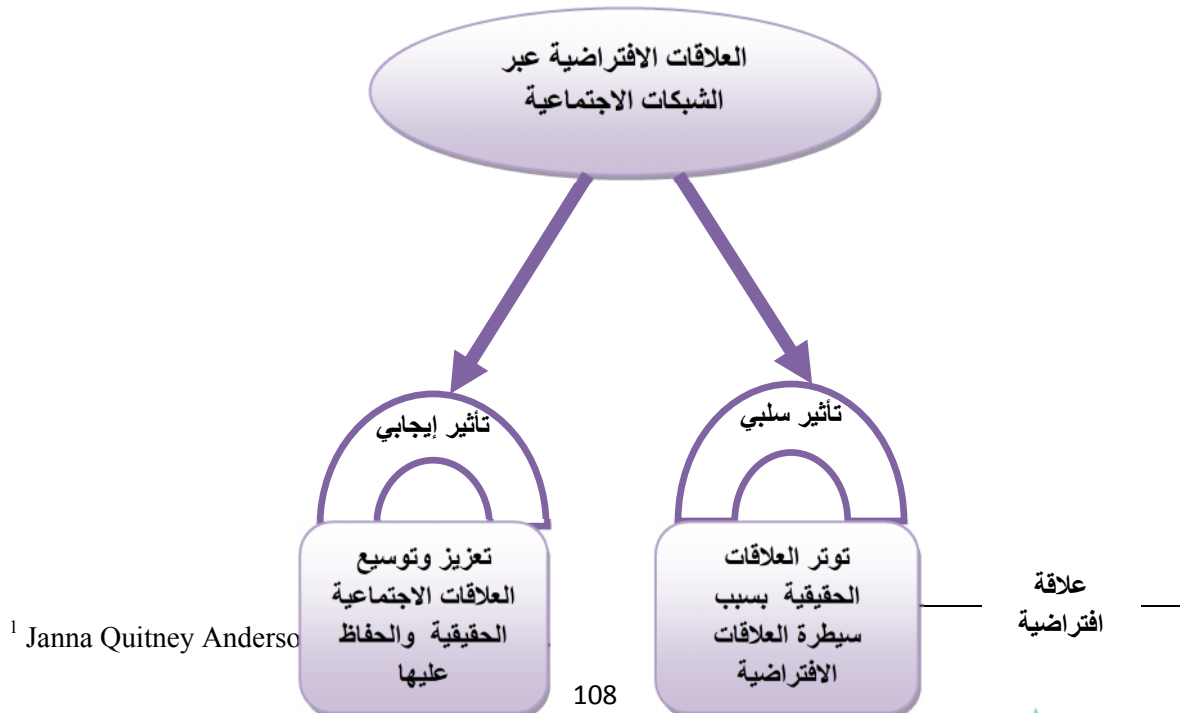 العلاقات الافتراضية عبر
الشبكات الاجتماعية
تأثير سلبي
تأثير إيجابي
توتر العلاقات
الحقيقية بسبب
سيطرة العلاقات
الافتراضية
تعزيز وتوسيع
العلاقات الاجتماعية
الحقيقية والحفاظ
عليها
علاقة
افتراضية
1 Janna Quitney Anderso
108